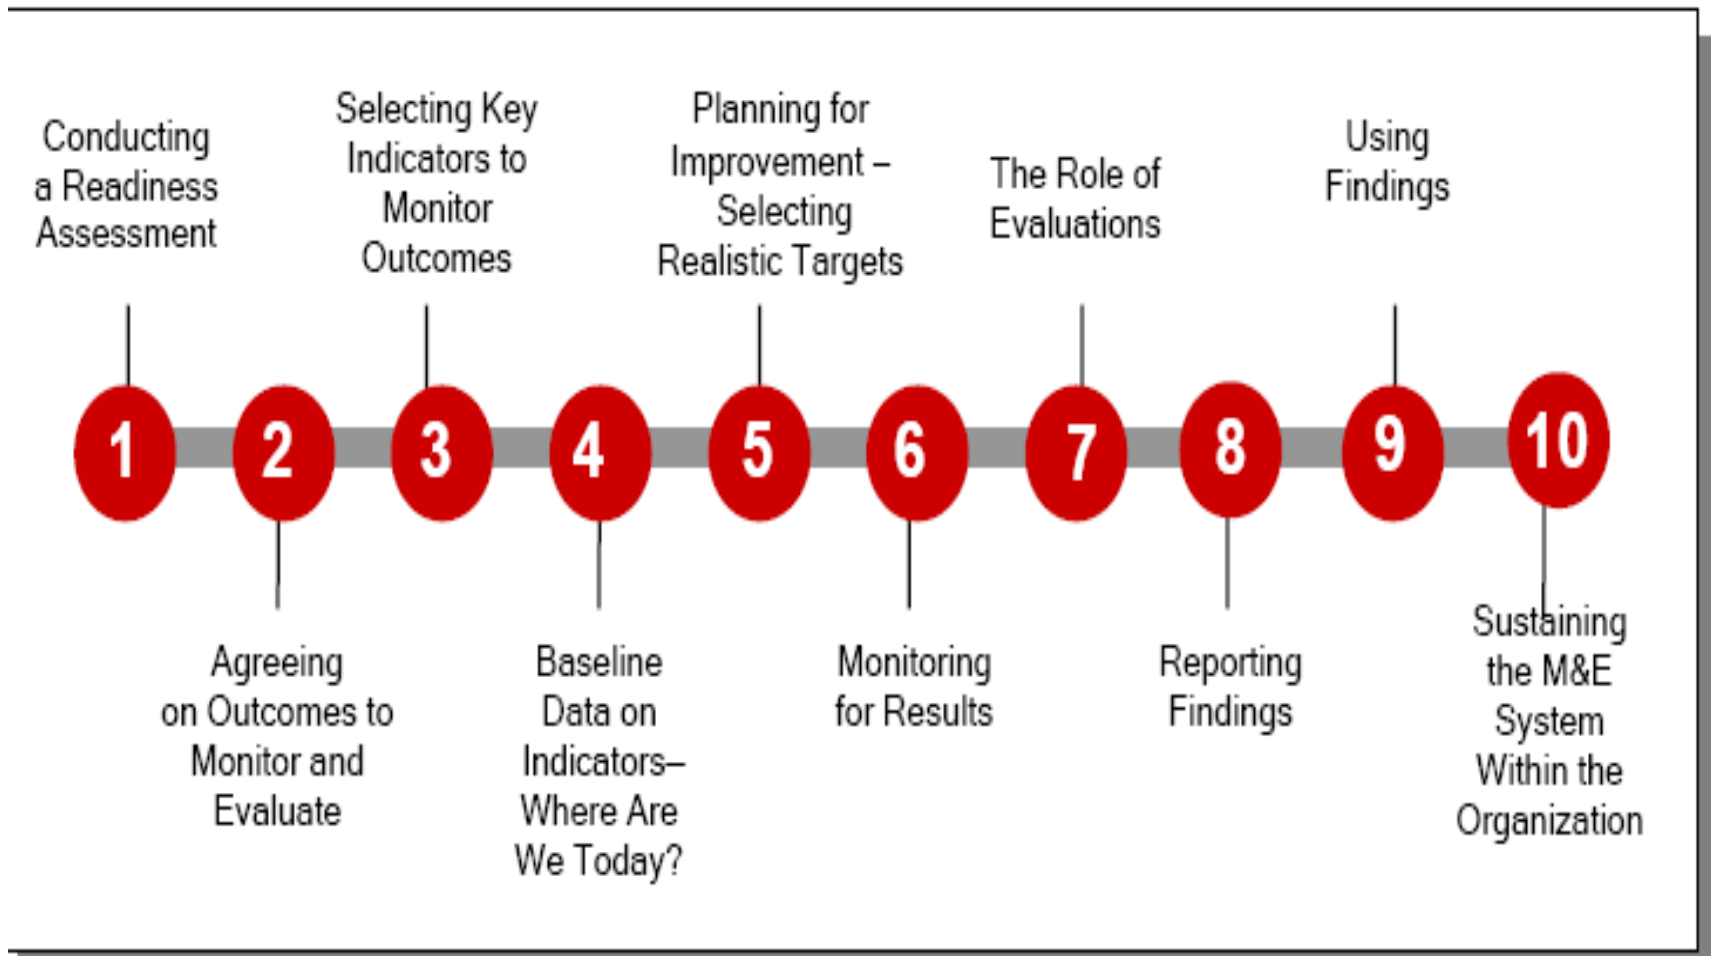 Conducting
a Readiness
Assessment
Selecting Key
Indicators to
Monitor
Outcomes
Planning for
Improvement –
Selecting
Realistic Targets
The Role of
Evaluations
Using
Findings
1
2
3
4
5
6
7
8
9
10
Agreeing
on Outcomes to
Monitor and
Evaluate
Baseline
Data on
Indicators–
Where Are
We Today?
Monitoring
for Results
Reporting
Findings
Sustaining
the M&E
System
Within the
Organization